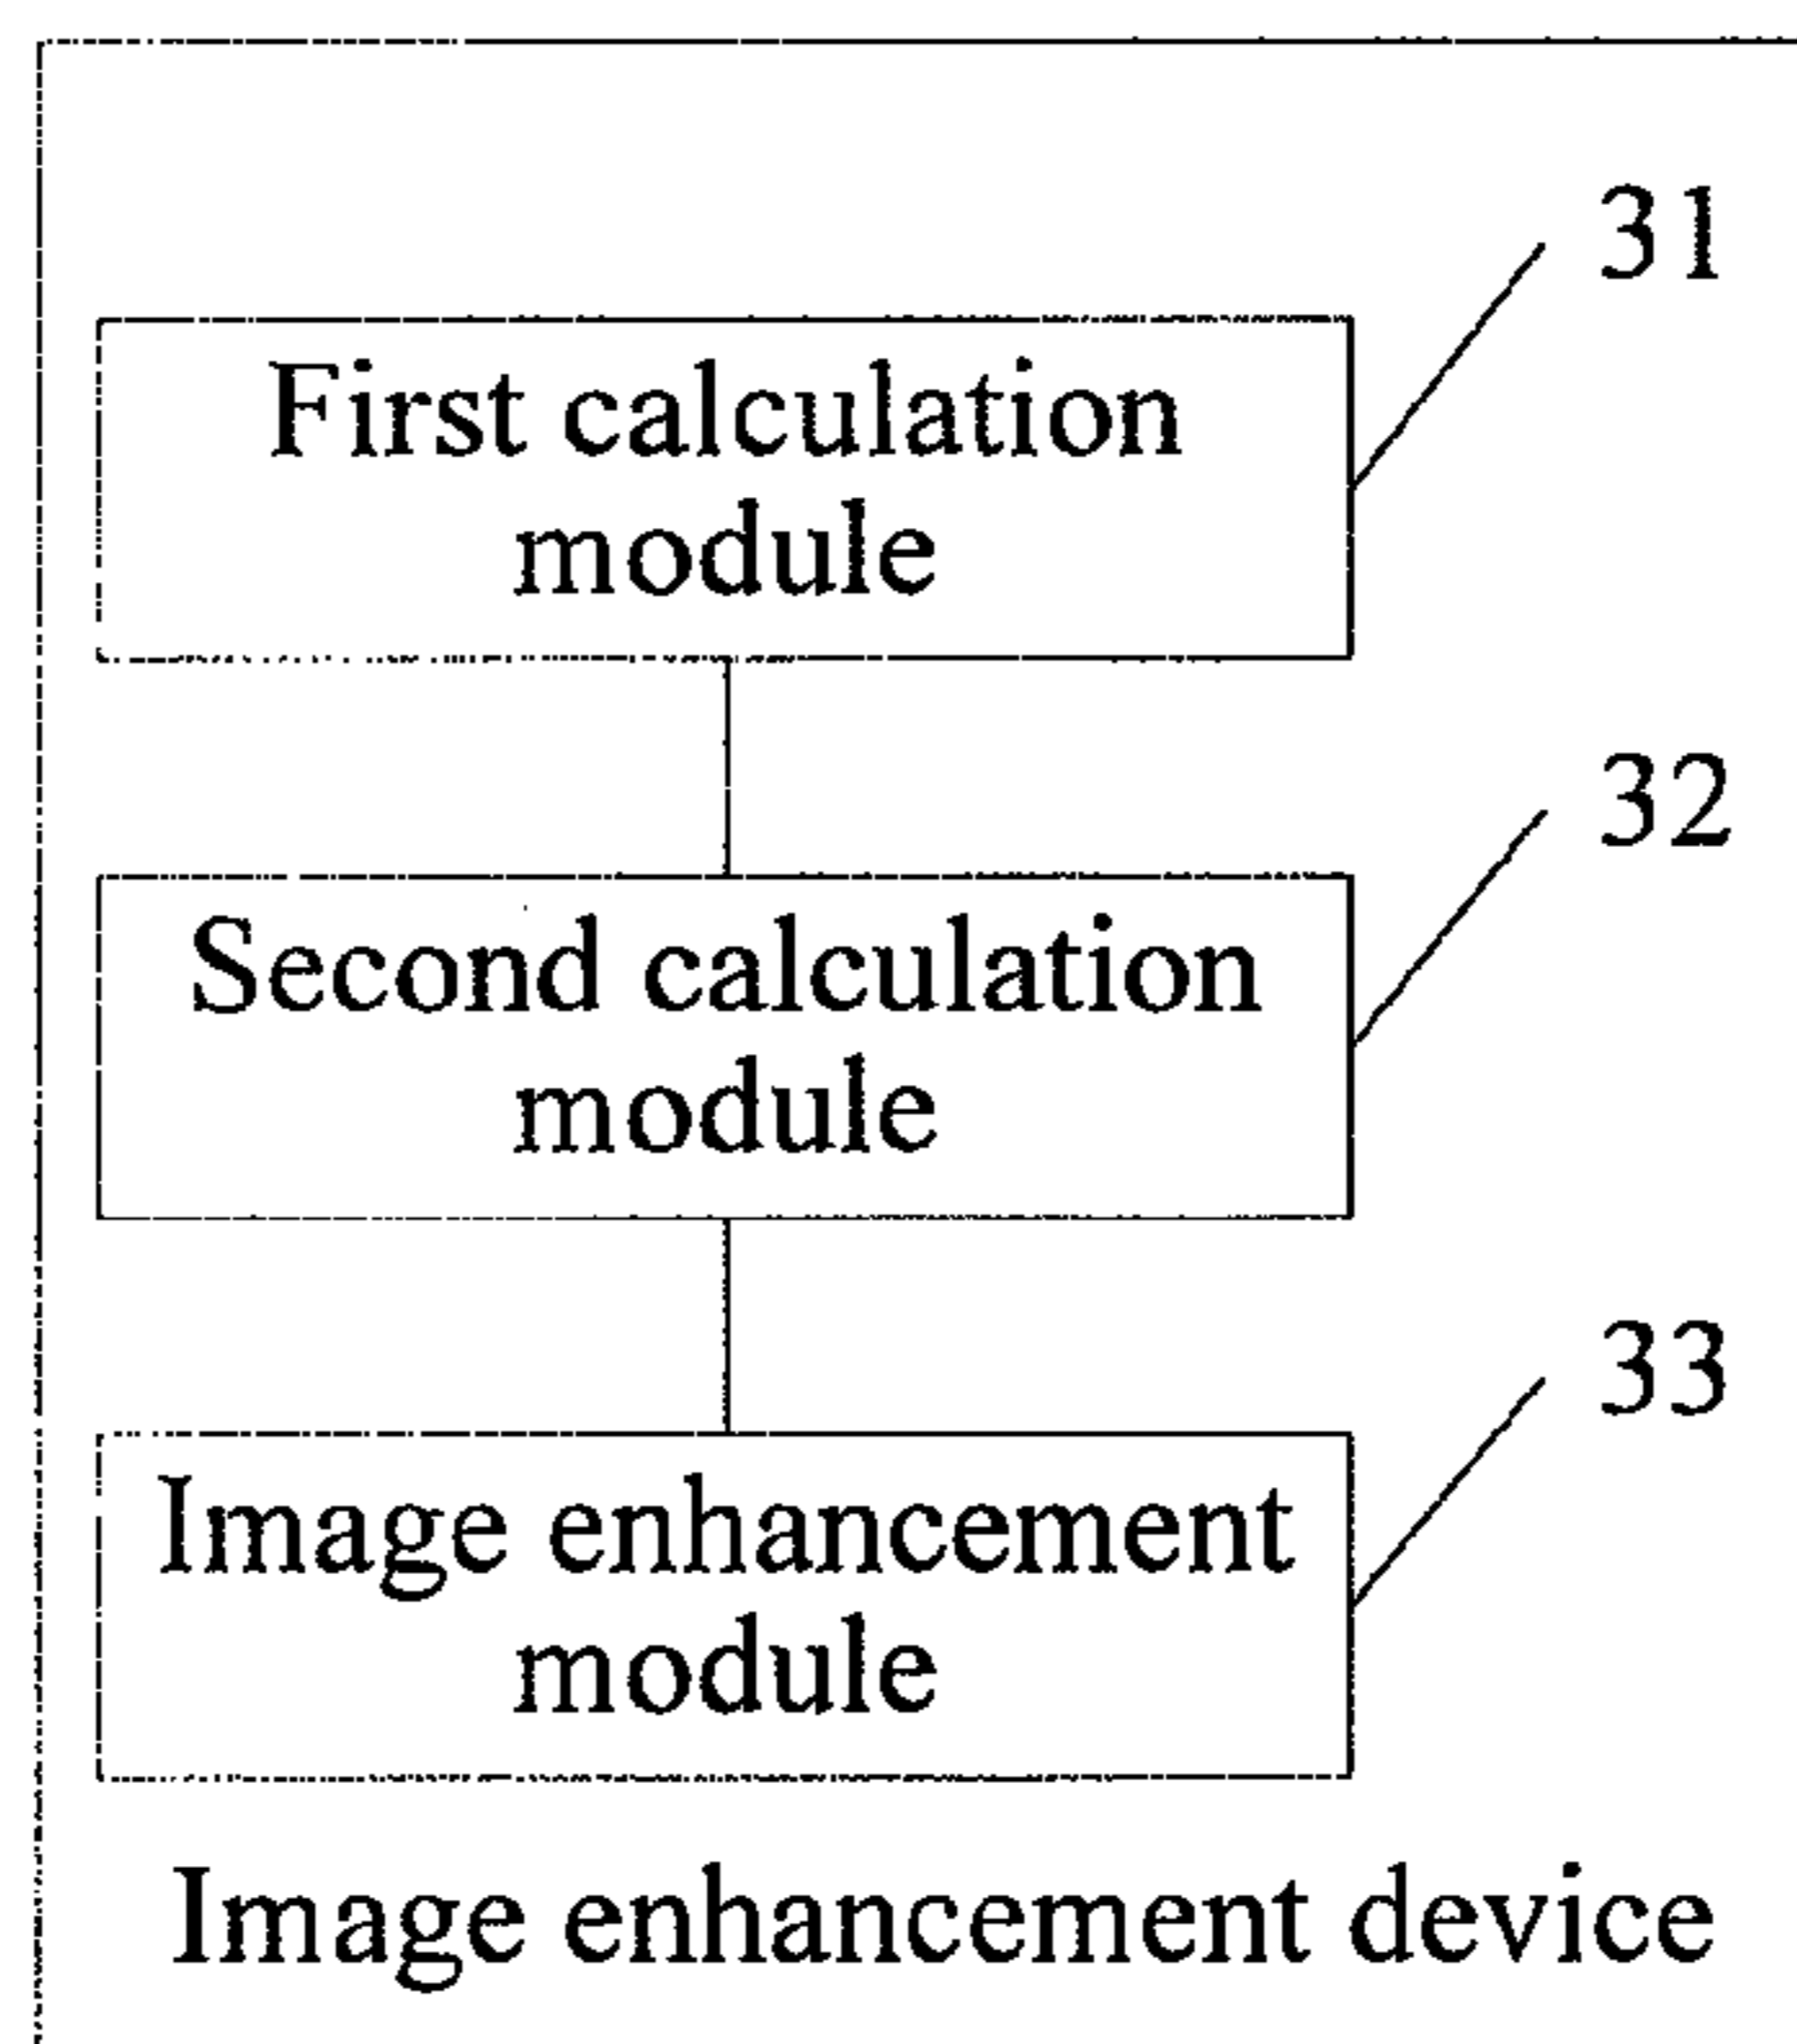 31
First calculation
module
32
Second calculation
module
33
Image enhancement
module
Image enhancement device